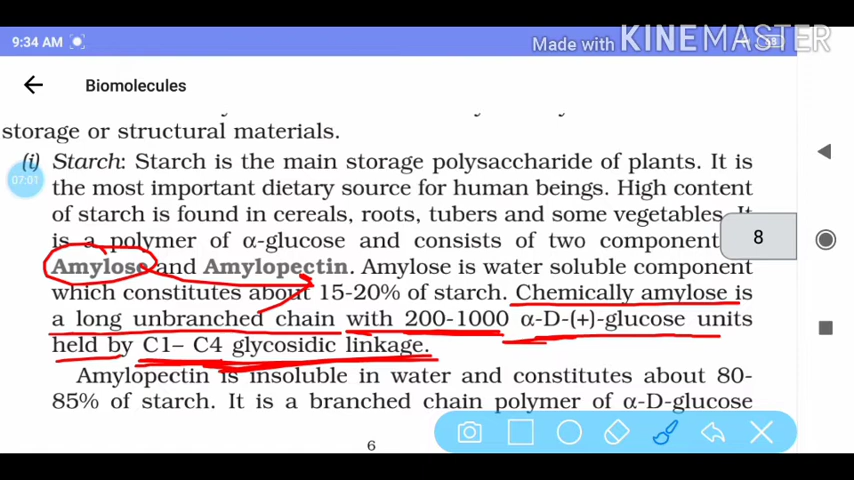 9:34 AM
Made with KINEMASTER
Biomolecules
storage or structural materials.
(i) Starch: Starch is the main storage polysaccharide of plants. It is
07:01
the most important dietary source for human beings. High content
of starch is found in cereals, roots, tubers and some vegetables. It
is a polymer of α-glucose and consists of two component
8
Amylose and Amylopectin. Amylose is water soluble component
which constitutes about 15-20% of starch. Chemically amylose is
a long unbranched chain with 200-1000 α-D-(+)-glucose units
held by C1– C4 glycosidic linkage.
Amylopectin is insoluble in water and constitutes about 80-
85% of starch. It is a branched chain polymer of α-D-glucose
6